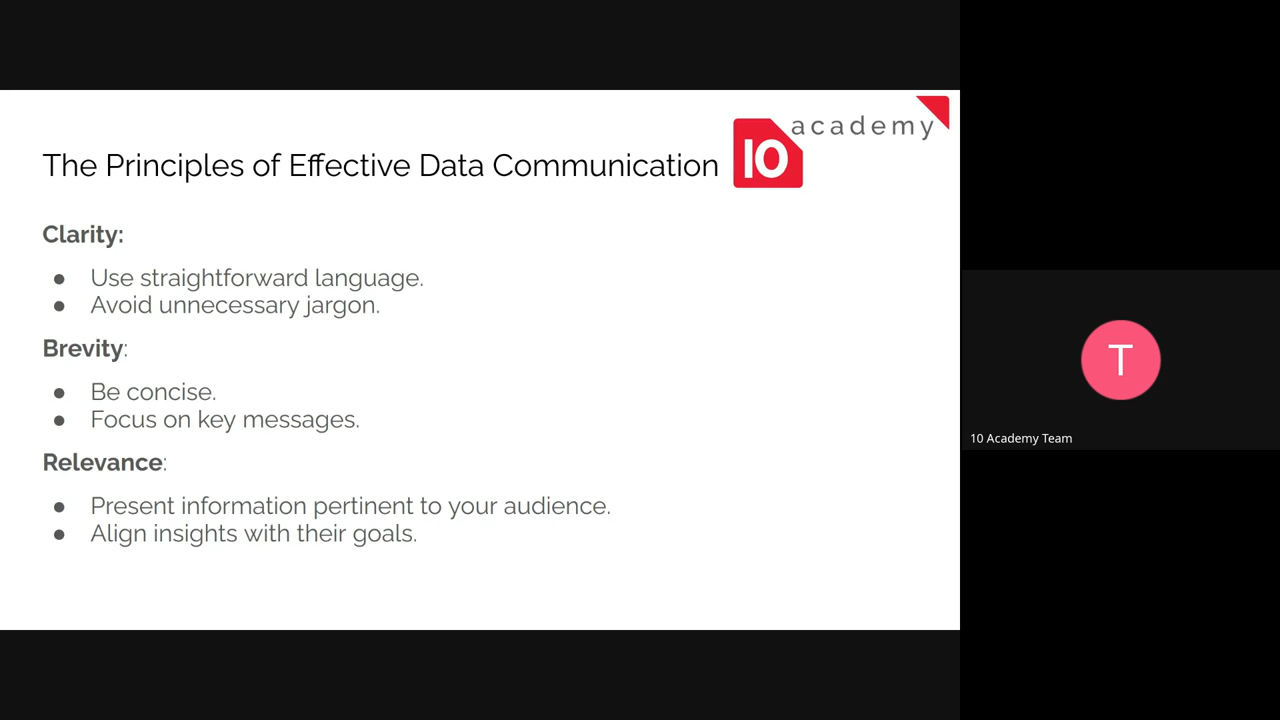 academy
10
The Principles of Effective Data Communication
Clarity:
● Use straightforward language.
● Avoid unnecessary jargon.
Brevity:
● Be concise.
● Focus on key messages.
Relevance:
● Present information pertinent to your audience.
● Align insights with their goals.
T
10 Academy Team